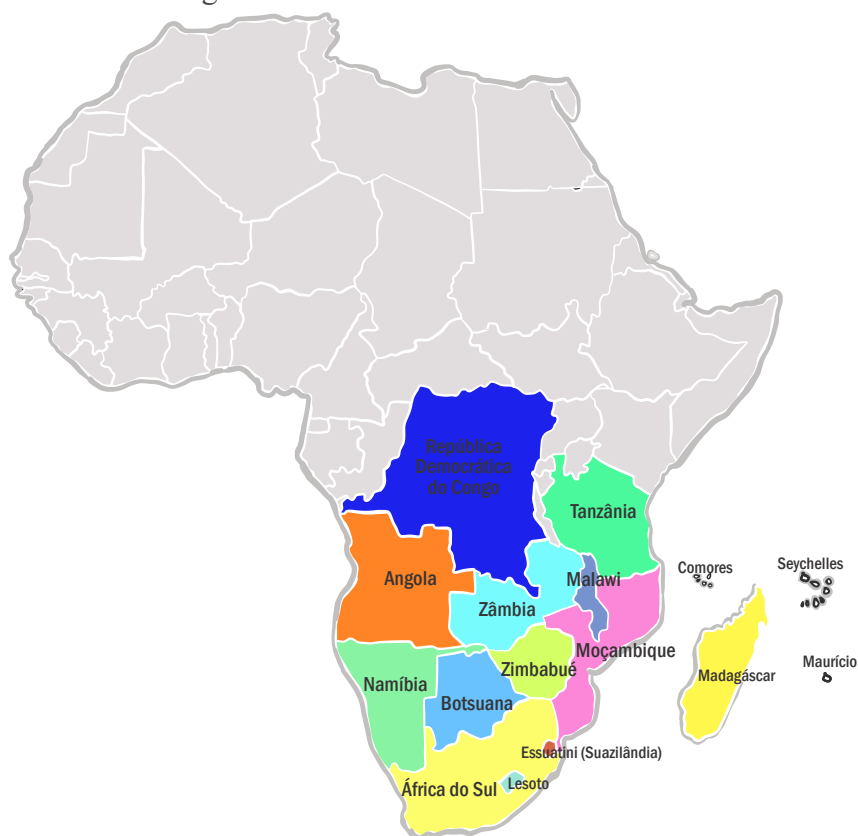 República
Democrática
do Congo
Tanzânia
Comores
Seychelles
Angola
Malawi
Zâmbia
Moçambique
Maurício
Zimbabué
Madagáscar
Namíbia
Botsuana
Essuatini (Suazilândia)
África do Sul
Lesoto